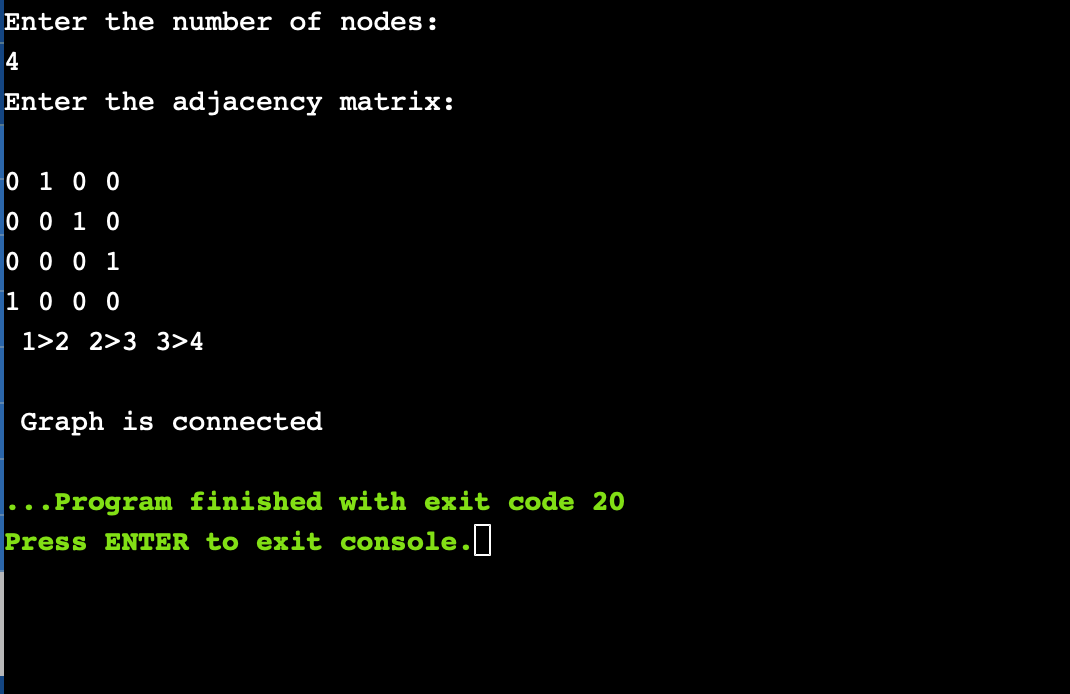 Enter the number of nodes:
4
Enter the adjacency matrix:
0 1 0 0
0 0 1 0
0 0 0 1
1 0 0 0
1>2 2>3 3>4
Graph is connected
...Program finished with exit code 20
Press ENTER to exit console.